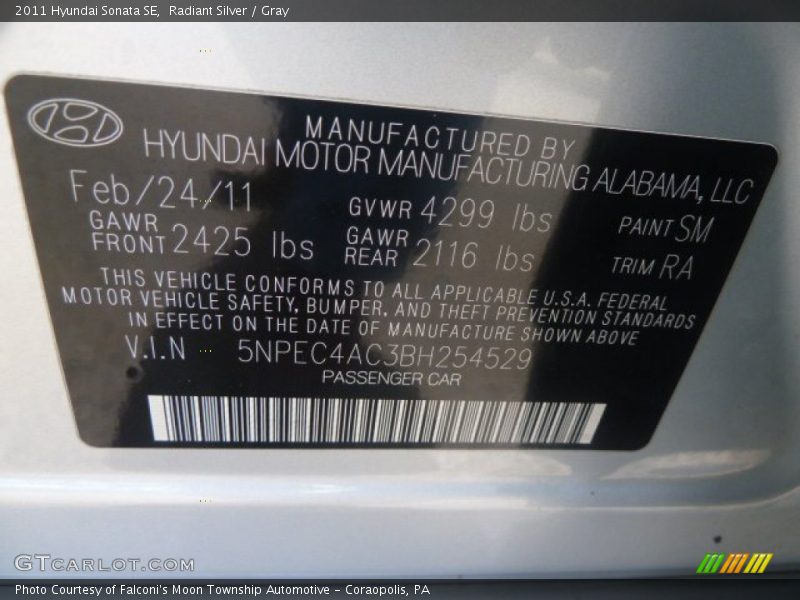 2011 Hyundai Sonata SE, Radiant Silver / Gray
MANUFACTURED BY
HYUNDAI MOTOR MANUFACTURING ALABAMA, LLC
Feb/24/11 GVWR 4299 lbs PAINT SM
GAWR FRONT 2425 lbs GAWR REAR 2116 lbs TRIM RA
THIS VEHICLE CONFORMS TO ALL APPLICABLE U.S.A. FEDERAL
MOTOR VEHICLE SAFETY, BUMPER, AND THEFT PREVENTION STANDARDS
IN EFFECT ON THE DATE OF MANUFACTURE SHOWN ABOVE
V.I.N 5NPEC4AC3BH254529
PASSENGER CAR
GTCARLOT.COM
Photo Courtesy of Falconi's Moon Township Automotive - Coraopolis, PA